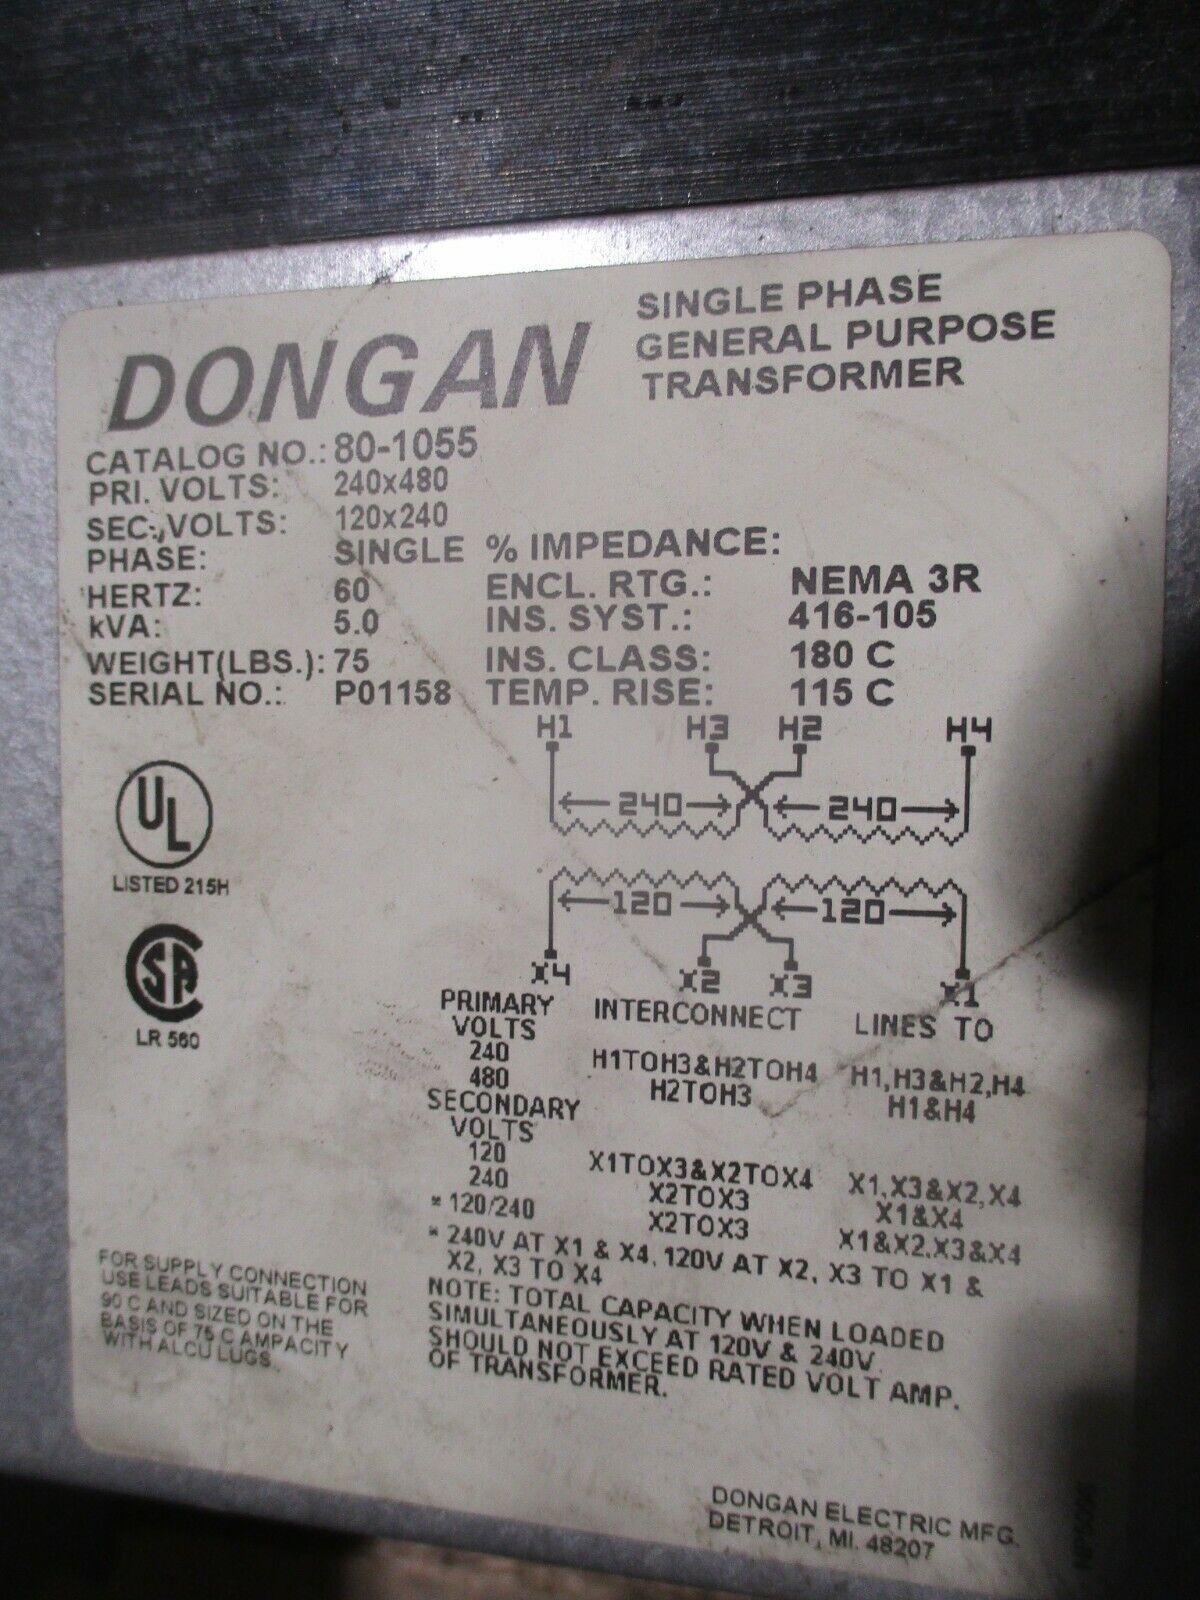 DONGAN
SINGLE PHASE
GENERAL PURPOSE
TRANSFORMER
CATALOG NO.: 80-1055
PRI. VOLTS: 240x480
SEC. VOLTS: 120x240
PHASE: SINGLE % IMPEDANCE:
HERTZ: 60 ENCL. RTG.: NEMA 3R
kVA: 5.0 INS. SYST.: 416-105
WEIGHT(LBS.): 75 INS. CLASS: 180 C
SERIAL NO.: P01158 TEMP. RISE: 115 C
H1 H3 H2 H4
240 240
120 120
X4 X2 X3 X1
UL
LISTED 215H
SA
LR 560
PRIMARY INTERCONNECT LINES TO
VOLTS
240 H1TOH3&H2TOH4 H1,H3&H2,H4
480 H2TOH3 H1&H4
SECONDARY
VOLTS
120 X1TOX3&X2TOX4 X1,X3&X2,X4
240 X2TOX3 X1&X4
* 120/240 X2TOX3 X1&X2,X3&X4
* 240V AT X1 & X4, 120V AT X2, X3 TO X1 &
X2, X3 TO X4
NOTE: TOTAL CAPACITY WHEN LOADED
SIMULTANEOUSLY AT 120V & 240V
SHOULD NOT EXCEED RATED VOLT AMP.
OF TRANSFORMER.
FOR SUPPLY CONNECTION
USE LEADS SUITABLE FOR
90 C AND SIZED ON THE
BASIS OF 75 C AMPACITY
WITH ALCU LUGS.
DONGAN ELECTRIC MFG.
DETROIT, MI. 48207